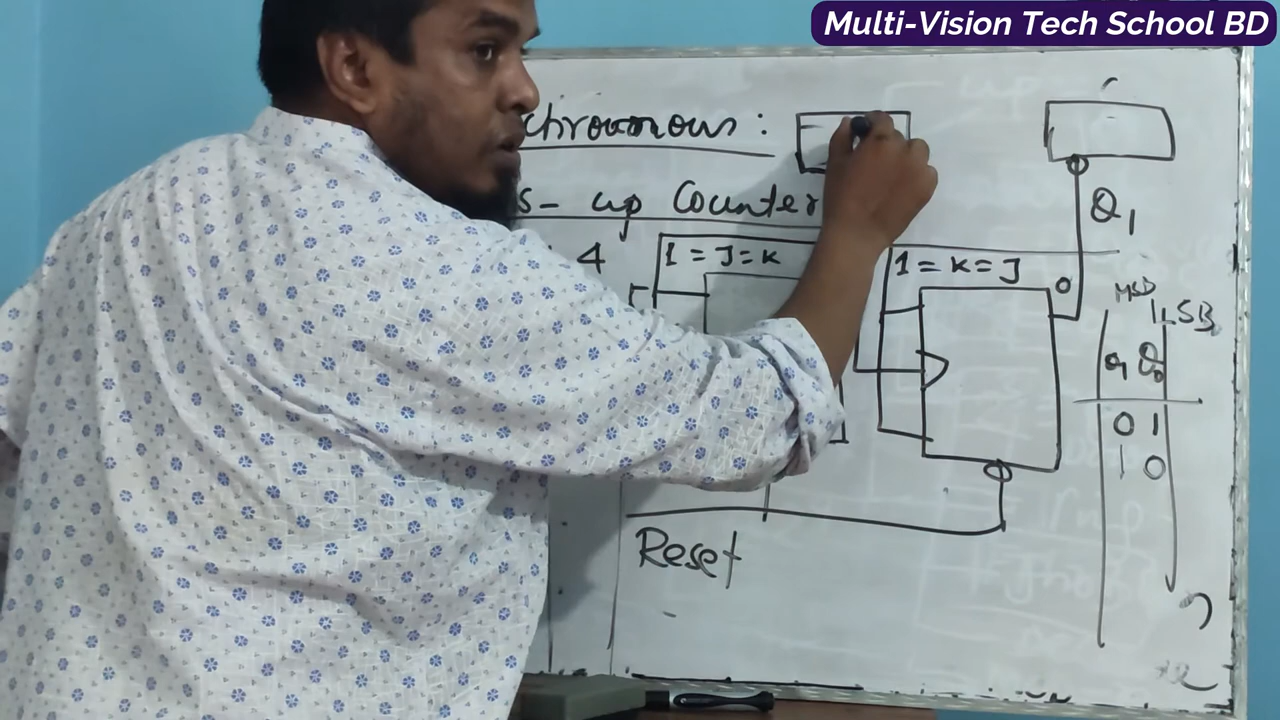 Multi-Vision Tech School BD
chronous :
s- up Counter
4
1 = J = K
1 = K = J
0
Q1
MSB
LSB
Q1 Q0
0 1
1 0
Reset